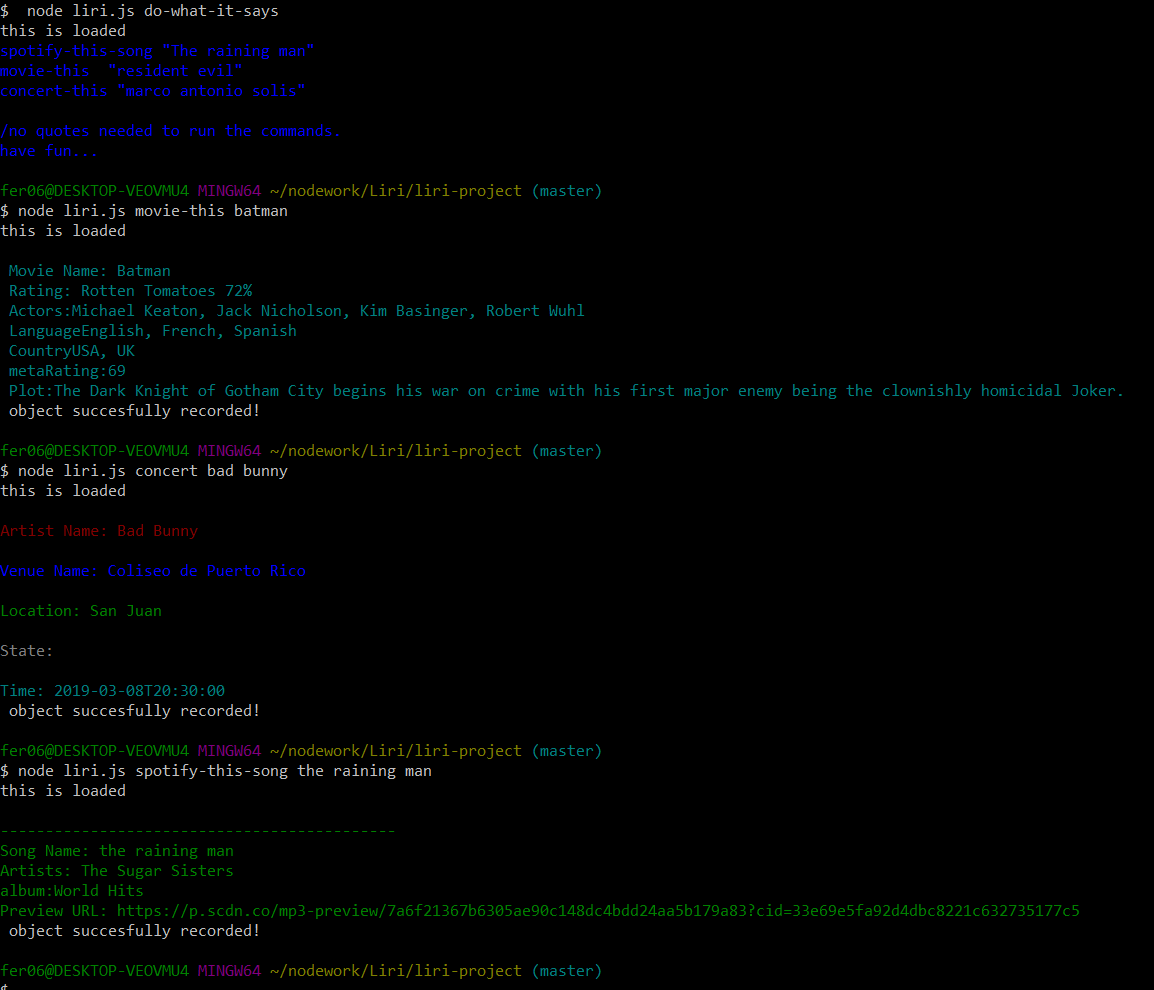 $  node liri.js do-what-it-says
this is loaded
spotify-this-song "The raining man"
movie-this  "resident evil"
concert-this "marco antonio solis"
/no quotes needed to run the commands.
have fun...
fer06@DESKTOP-VEOVMU4 MINGW64 ~/nodework/Liri/liri-project (master)
$ node liri.js movie-this batman
this is loaded
Movie Name: Batman
Rating: Rotten Tomatoes 72%
Actors:Michael Keaton, Jack Nicholson, Kim Basinger, Robert Wuhl
LanguageEnglish, French, Spanish
CountryUSA, UK
metaRating:69
Plot:The Dark Knight of Gotham City begins his war on crime with his first major enemy being the clownishly homicidal Joker.
object succesfully recorded!
fer06@DESKTOP-VEOVMU4 MINGW64 ~/nodework/Liri/liri-project (master)
$ node liri.js concert bad bunny
this is loaded
Artist Name: Bad Bunny
Venue Name: Coliseo de Puerto Rico
Location: San Juan
State:
Time: 2019-03-08T20:30:00
object succesfully recorded!
fer06@DESKTOP-VEOVMU4 MINGW64 ~/nodework/Liri/liri-project (master)
$ node liri.js spotify-this-song the raining man
this is loaded
--------------------------------------------
Song Name: the raining man
Artists: The Sugar Sisters
album:World Hits
Preview URL: https://p.scdn.co/mp3-preview/7a6f21367b6305ae90c148dc4bdd24aa5b179a83?cid=33e69e5fa92d4dbc8221c632735177c5
object succesfully recorded!
fer06@DESKTOP-VEOVMU4 MINGW64 ~/nodework/Liri/liri-project (master)
$